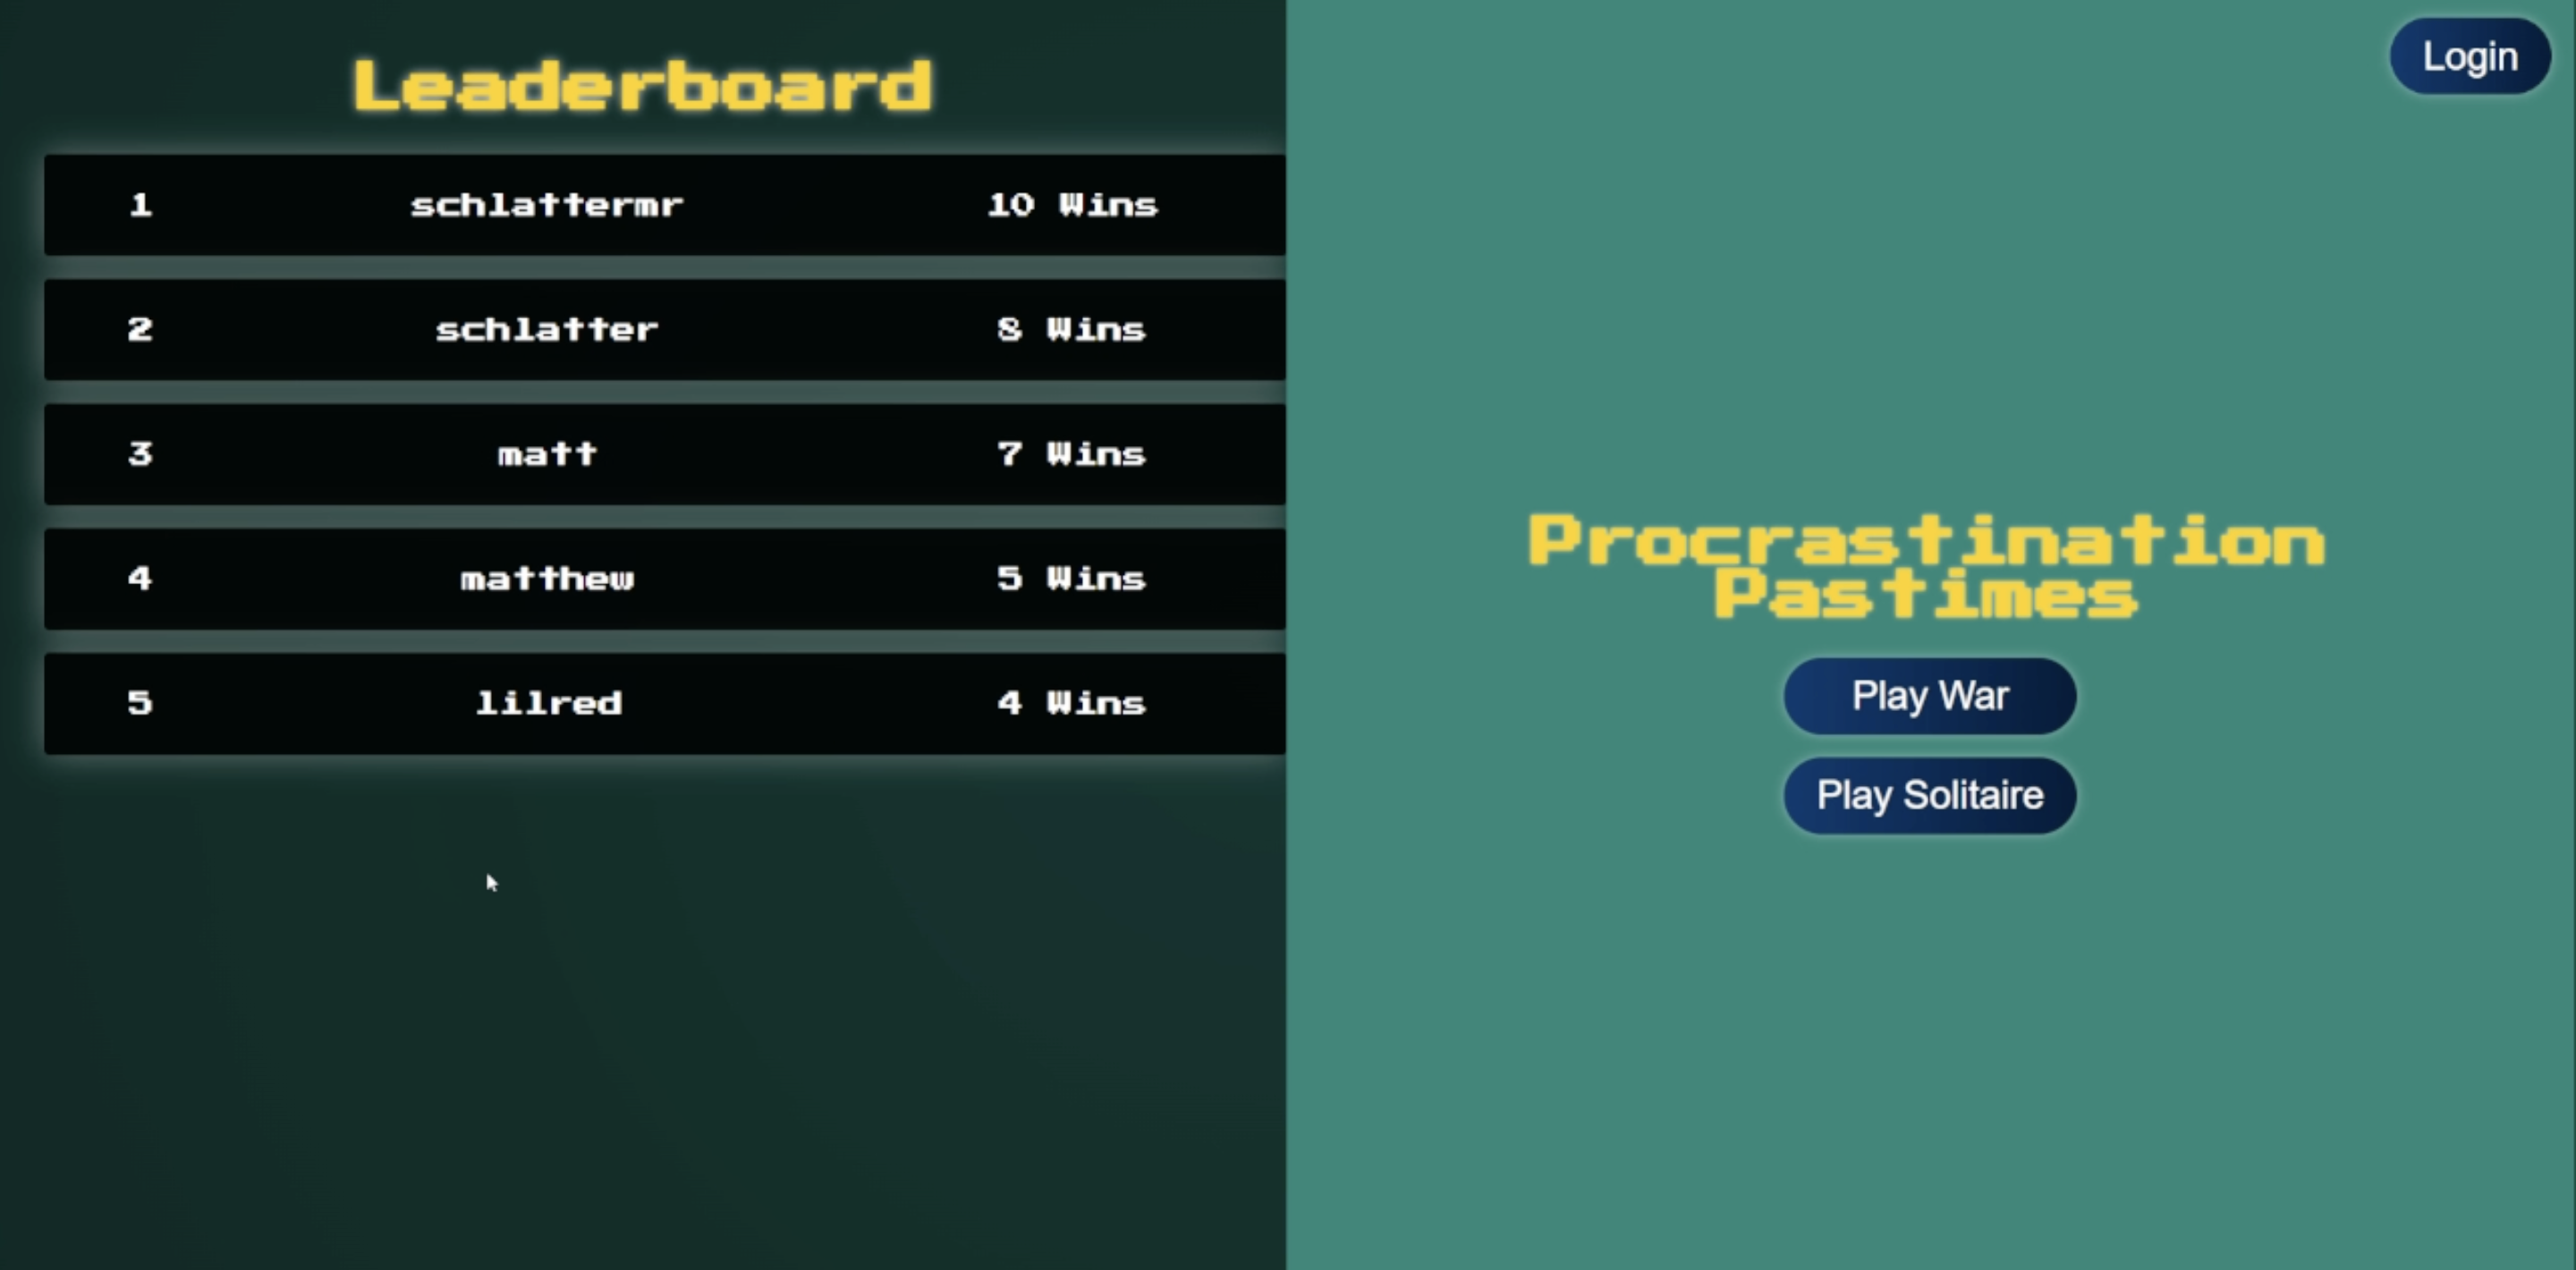 Leaderboard
1 schlattermr 10 Wins
2 schlatter 8 Wins
3 matt 7 Wins
4 matthew 5 Wins
5 lilred 4 Wins
Login
Procrastination
Pastimes
Play War
Play Solitaire